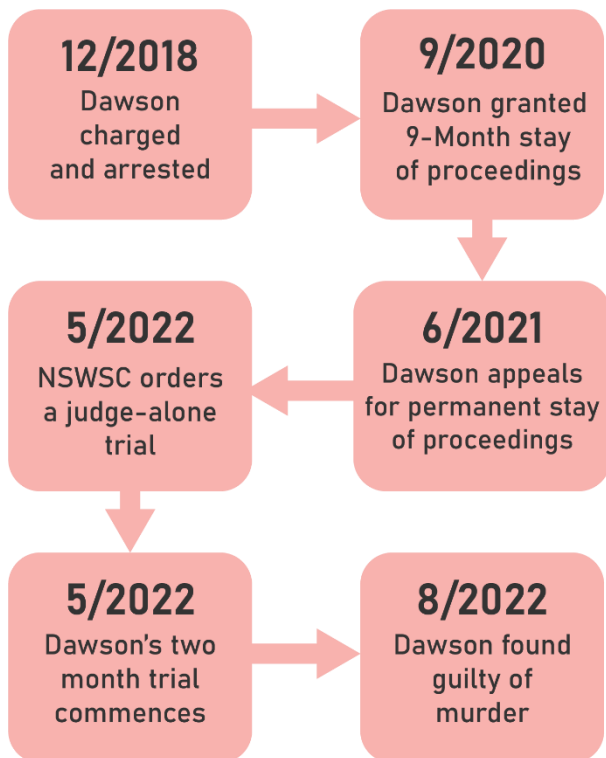 12/2018
Dawson
charged
and arrested
9/2020
Dawson granted
9-Month stay
of proceedings
6/2021
Dawson appeals
for permanent stay
of proceedings
5/2022
NSWSC orders
a judge-alone
trial
5/2022
Dawson's two
month trial
commences
8/2022
Dawson found
guilty of
murder